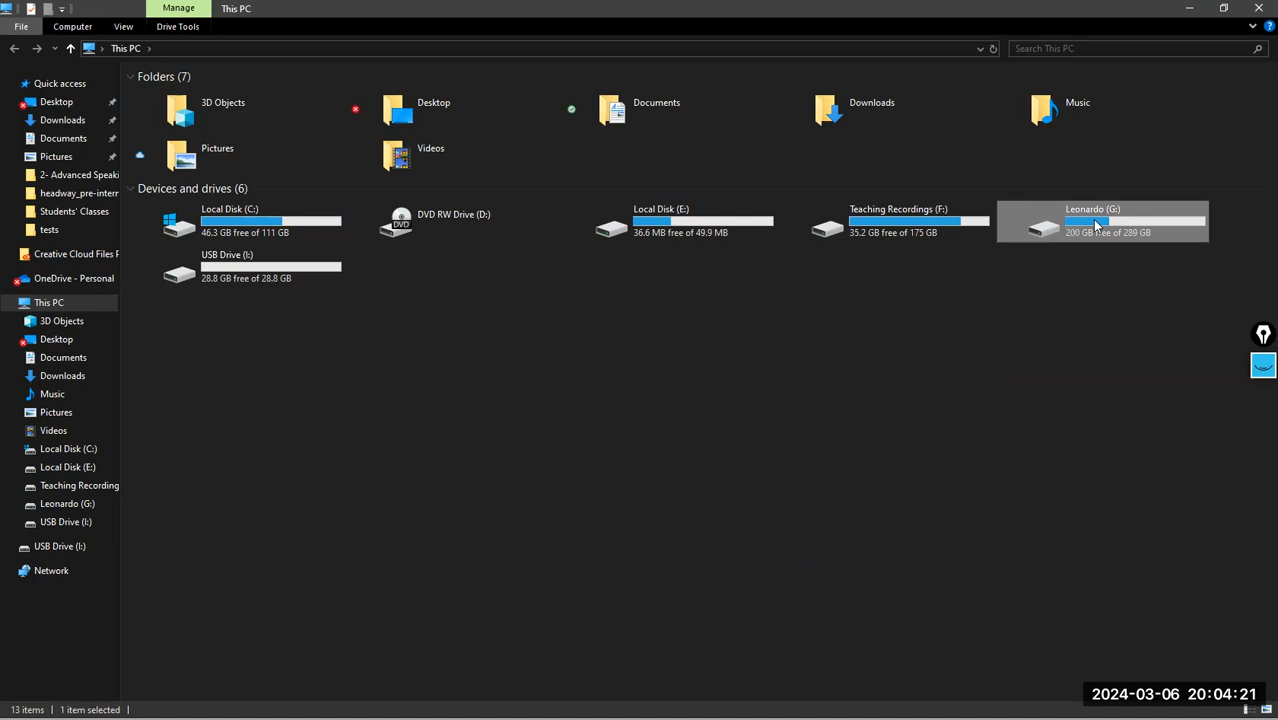 Manage
This PC
File
Computer
View
Drive Tools
This PC
Search This PC
Quick access
Desktop
Downloads
Documents
Pictures
2- Advanced Speaki
headway_pre-intern
Students' Classes
tests
Creative Cloud Files P
OneDrive - Personal
This PC
3D Objects
Desktop
Documents
Downloads
Music
Pictures
Videos
Local Disk (C:)
Local Disk (E:)
Teaching Recording
Leonardo (G:)
USB Drive (I:)
USB Drive (I:)
Network
Folders (7)
3D Objects
Desktop
Documents
Downloads
Music
Pictures
Videos
Devices and drives (6)
Local Disk (C:)
46.3 GB free of 111 GB
DVD RW Drive (D:)
DVD
Local Disk (E:)
36.6 MB free of 49.9 MB
Teaching Recordings (F:)
35.2 GB free of 175 GB
Leonardo (G:)
200 GB free of 289 GB
USB Drive (I:)
28.8 GB free of 28.8 GB
2024-03-06 20:04:21
13 items
1 item selected